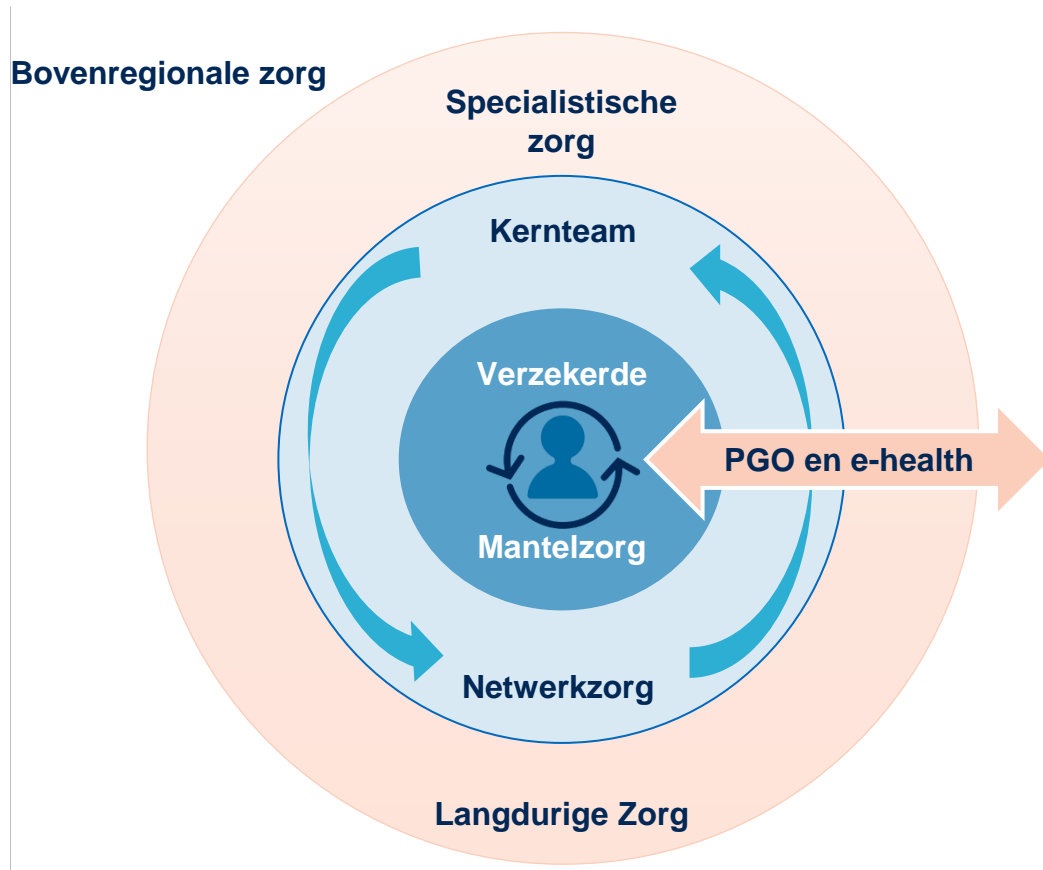 Bovenregionale zorg
Specialistische
zorg
Kernteam
Verzekerde
PGO en e-health
Mantelzorg
Netwerkzorg
Langdurige Zorg